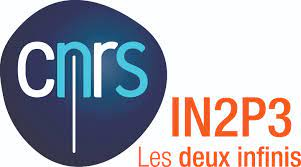 cnrs
IN2P3
Les deux infinis